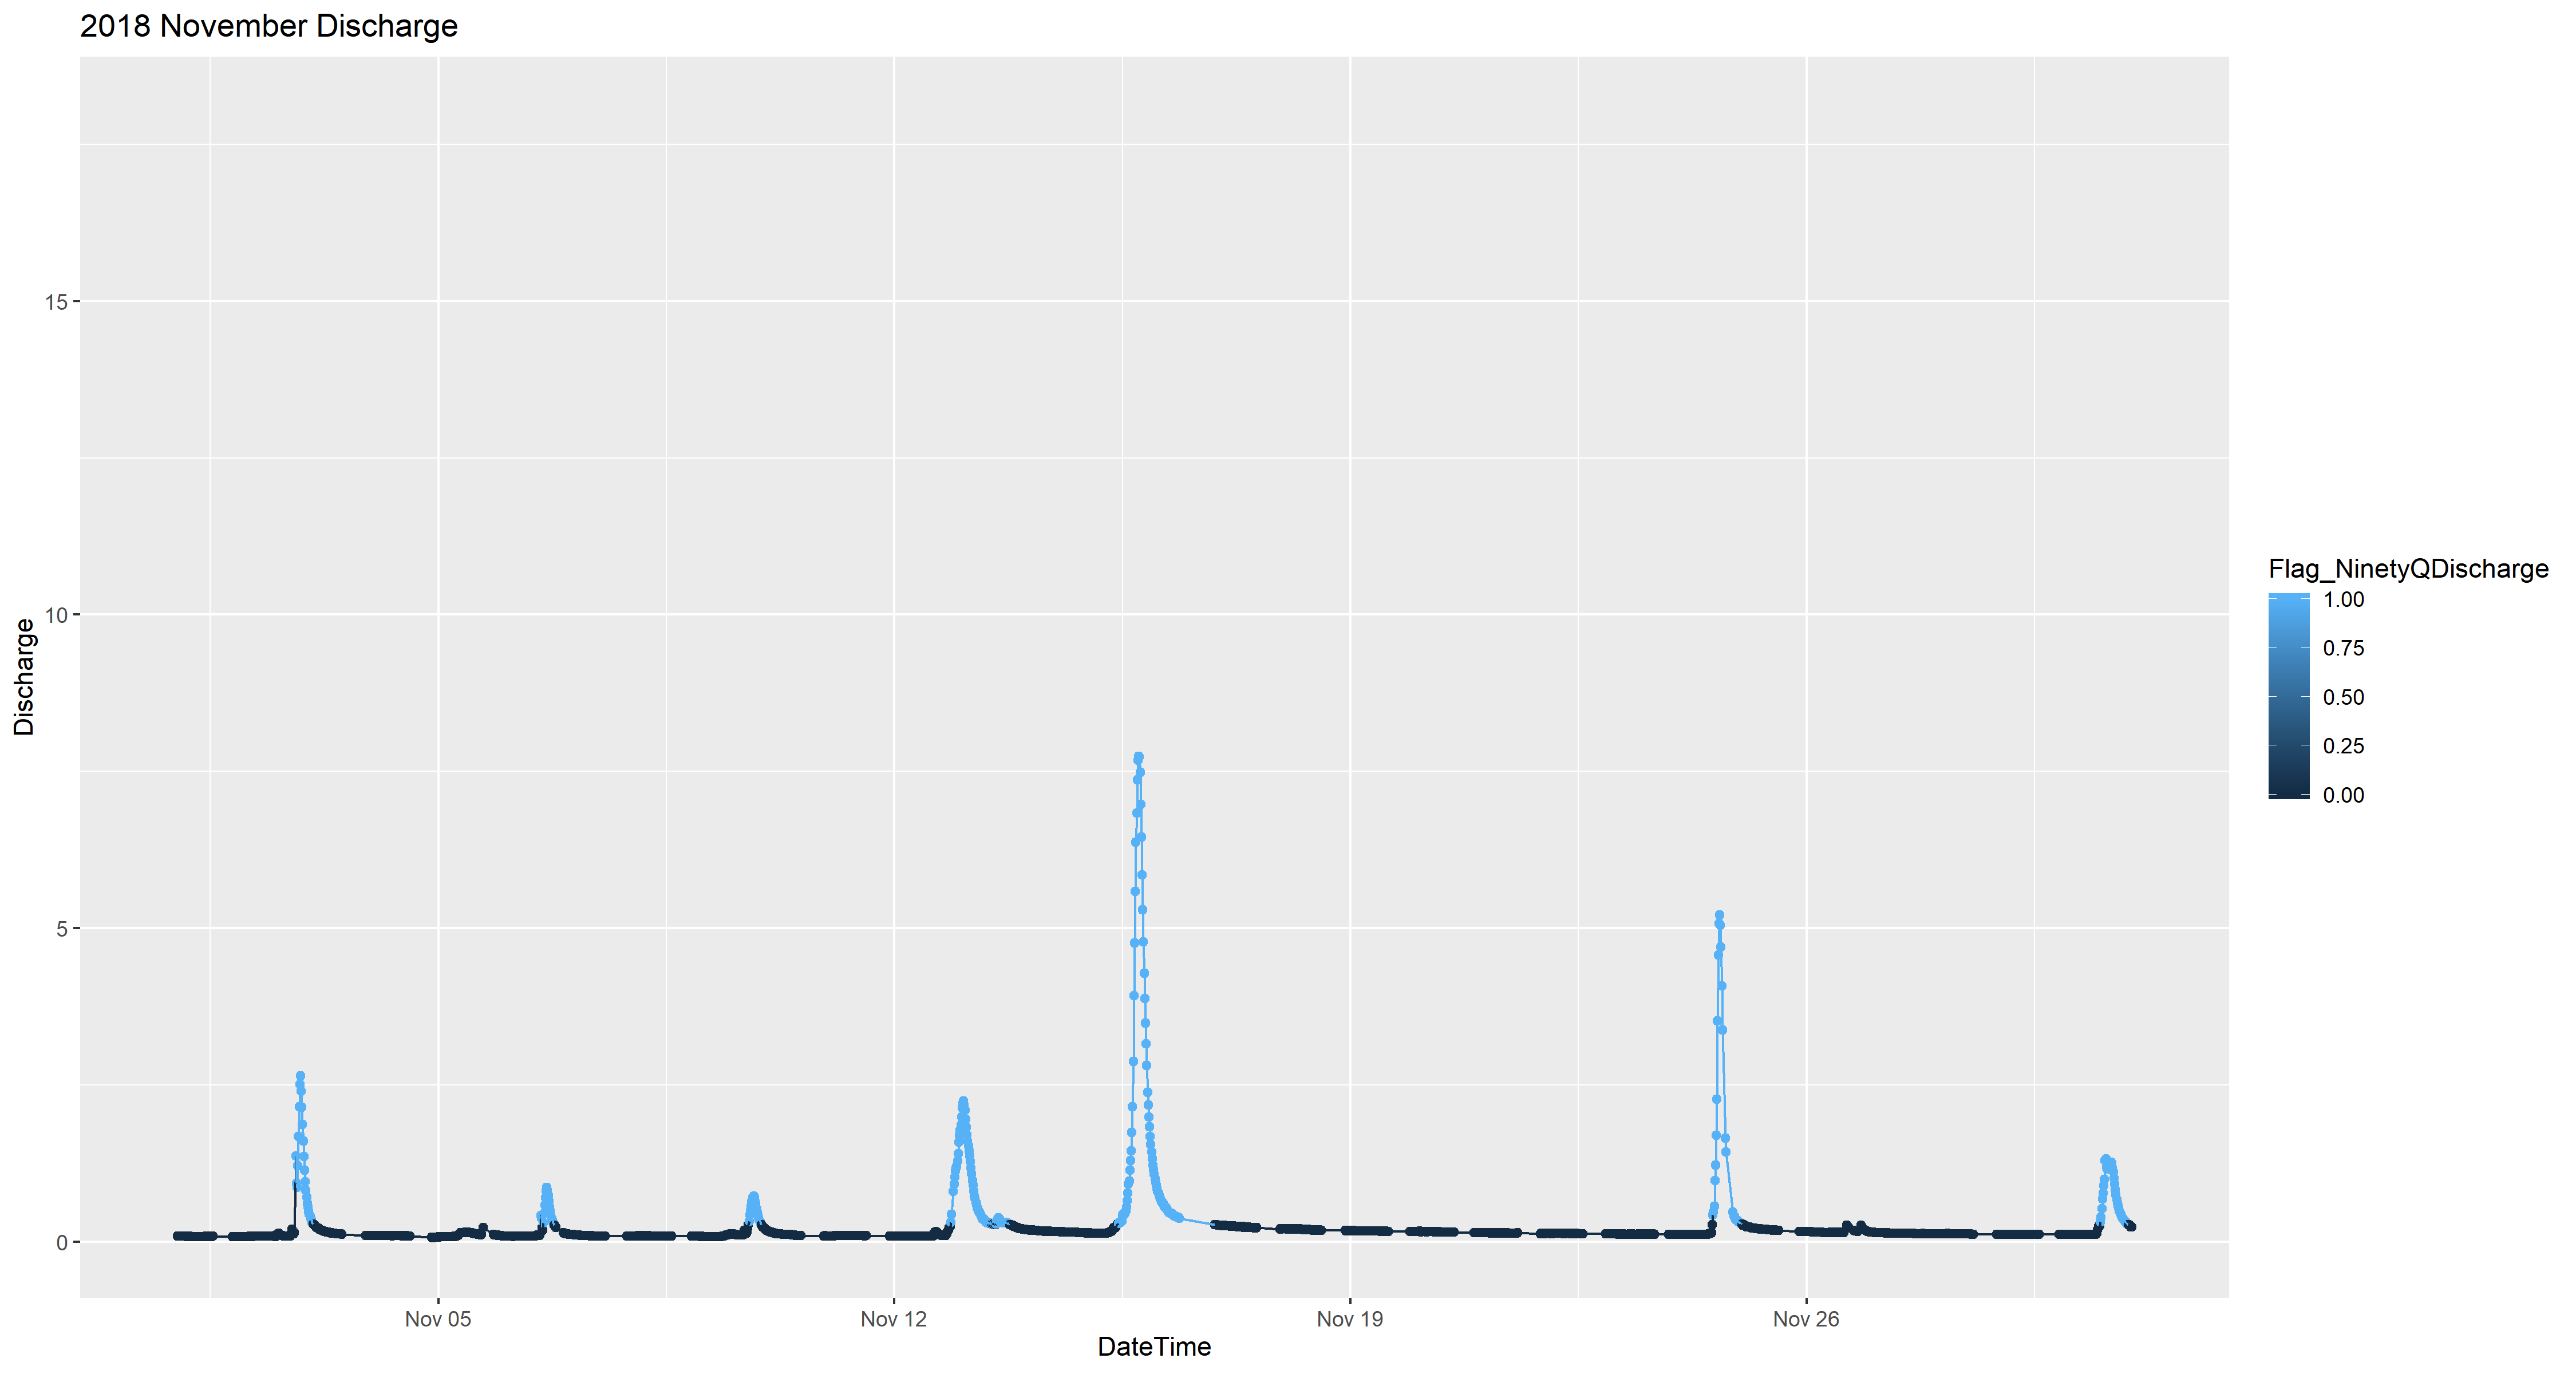 2018 November Discharge
15
10
5
0
Discharge
Nov 05
Nov 12
Nov 19
Nov 26
DateTime
Flag_NinetyQDischarge
1.00
0.75
0.50
0.25
0.00